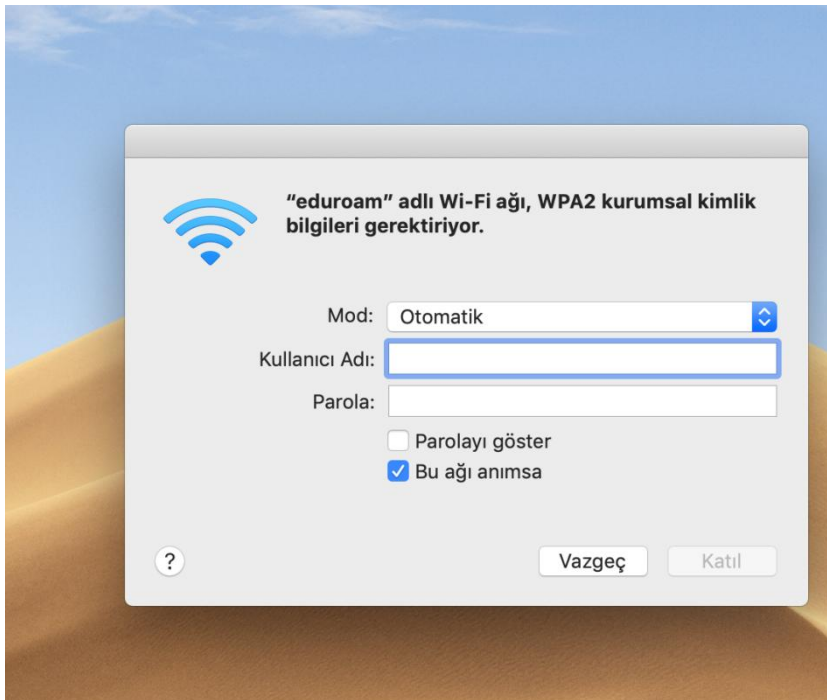 “eduroam” adlı Wi-Fi ağı, WPA2 kurumsal kimlik
bilgileri gerektiriyor.
Mod: Otomatik
Kullanıcı Adı:
Parola:
Parolayı göster
Bu ağı anımsa
? Vazgeç Katıl